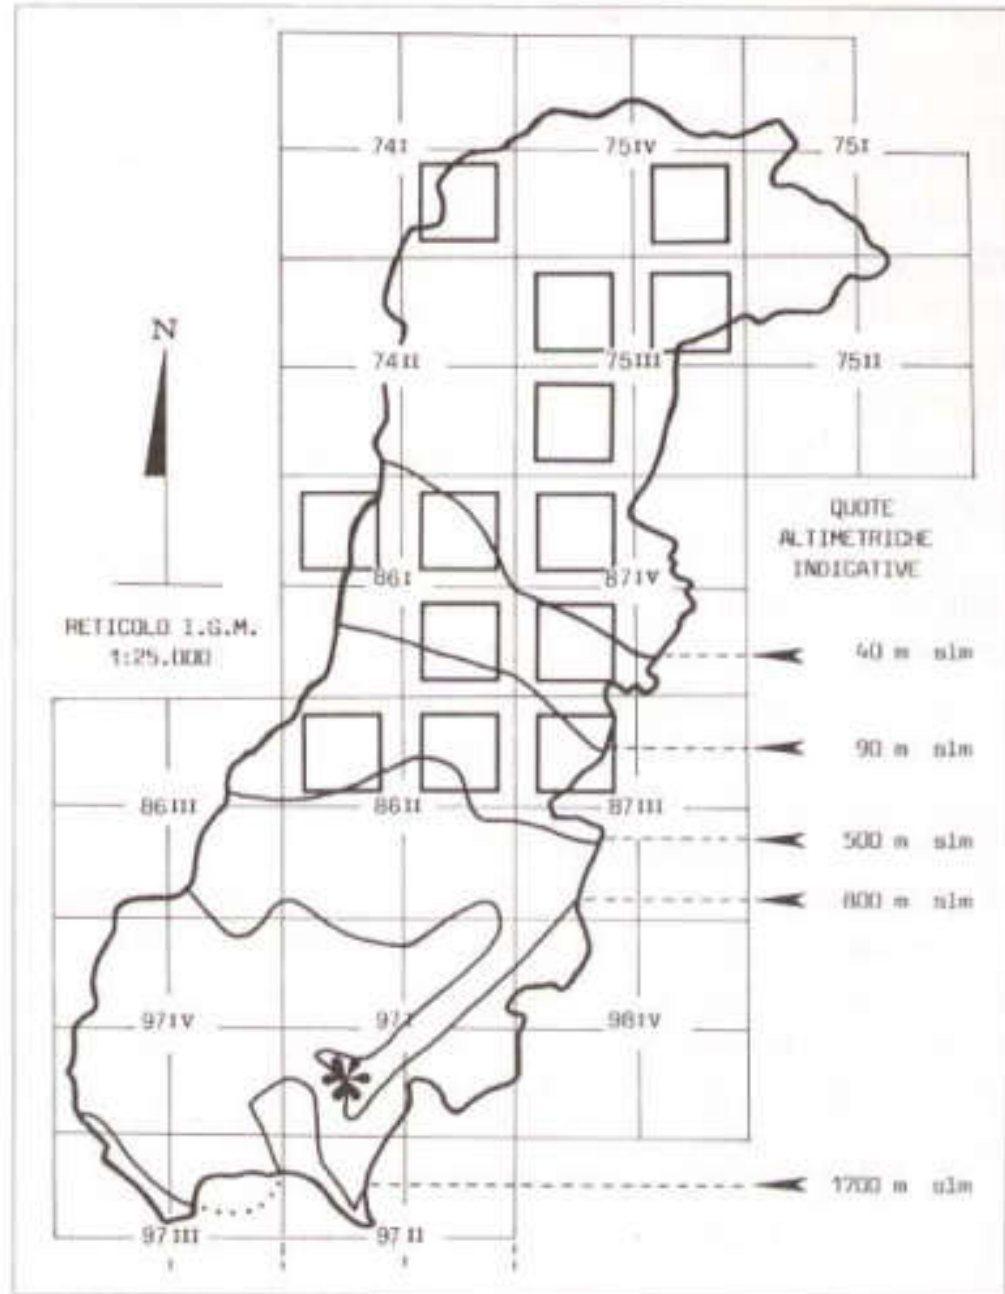 74I 75IV 75I
N
74II 75III 75II
QUOTE
ALTIMETRICHE
INDICATIVE
86I 87IV
RETICOLO I.G.M.
1:25.000
40 m slm
90 m slm
86III 86II 87III
500 m slm
800 m slm
97IV 97I 98IV
1700 m slm
97III 97II